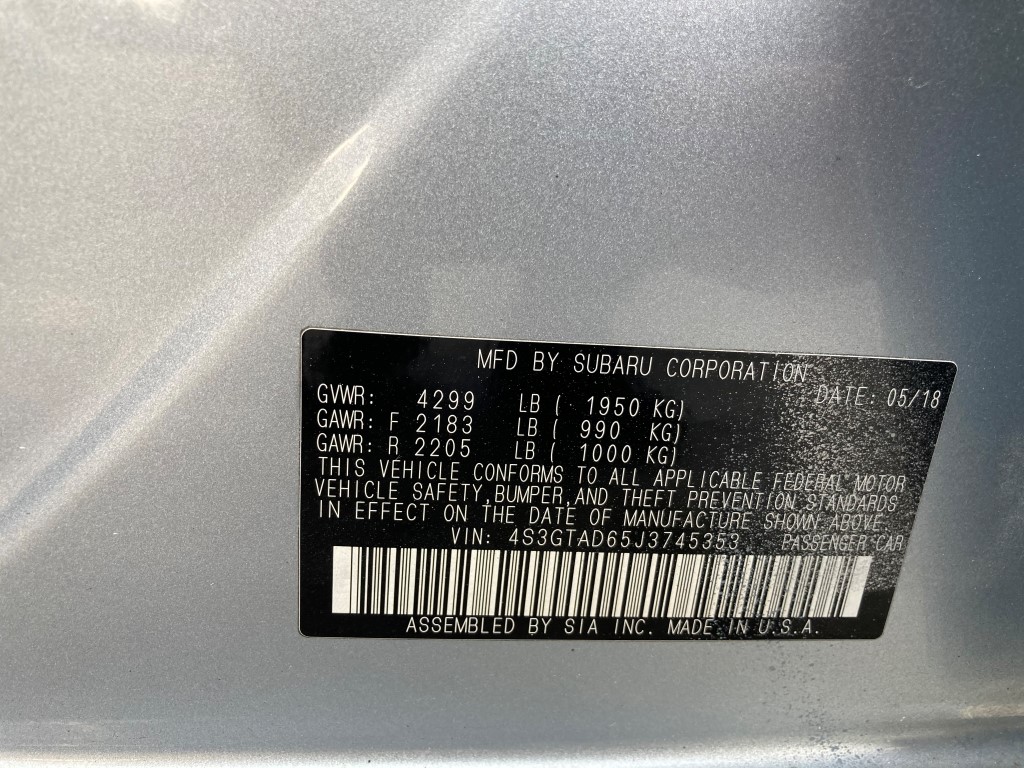 MFD BY SUBARU CORPORATION
DATE: 05/18
GVWR: 4299 LB ( 1950 KG)
GAWR: F 2183 LB ( 990 KG)
GAWR: R 2205 LB ( 1000 KG)
THIS VEHICLE CONFORMS TO ALL APPLICABLE FEDERAL MOTOR
VEHICLE SAFETY, BUMPER, AND THEFT PREVENTION STANDARDS
IN EFFECT ON THE DATE OF MANUFACTURE SHOWN ABOVE.
VIN: 4S3GTAD65J3745353 PASSENGER CAR
ASSEMBLED BY SIA INC. MADE IN U.S.A.